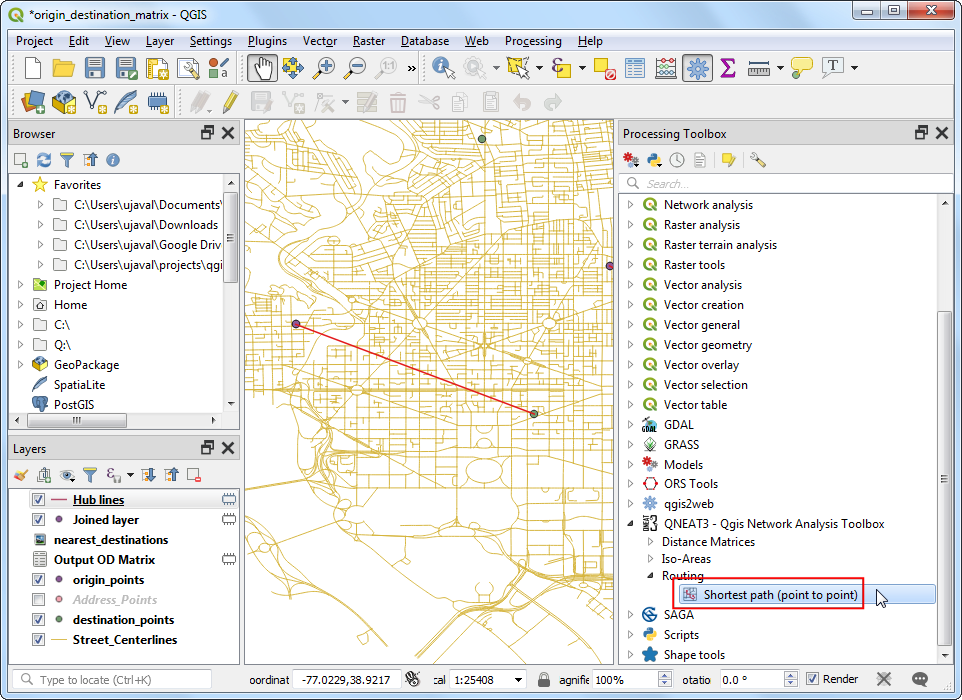 *origin_destination_matrix - QGIS
Project Edit View Layer Settings Plugins Vector Raster Database Web Processing Help
Browser
Favorites
C:\Users\ujaval\Documents\
C:\Users\ujaval\Downloads
C:\Users\ujaval\Google Driv
C:\Users\ujaval\projects\qgi
Project Home
Home
C:\
Q:\
GeoPackage
SpatiaLite
PostGIS
Layers
Hub lines
Joined layer
nearest_destinations
Output OD Matrix
origin_points
Address_Points
destination_points
Street_Centerlines
Processing Toolbox
Search...
Network analysis
Raster analysis
Raster terrain analysis
Raster tools
Vector analysis
Vector creation
Vector general
Vector geometry
Vector overlay
Vector selection
Vector table
GDAL
GRASS
Models
ORS Tools
qgis2web
QNEAT3 - Qgis Network Analysis Toolbox
Distance Matrices
Iso-Areas
Routing
Shortest path (point to point)
SAGA
Scripts
Shape tools
Type to locate (Ctrl+K) oordinat -77.0229,38.9217 cal 1:25408 agnifie 100% otatio 0.0 ° Render